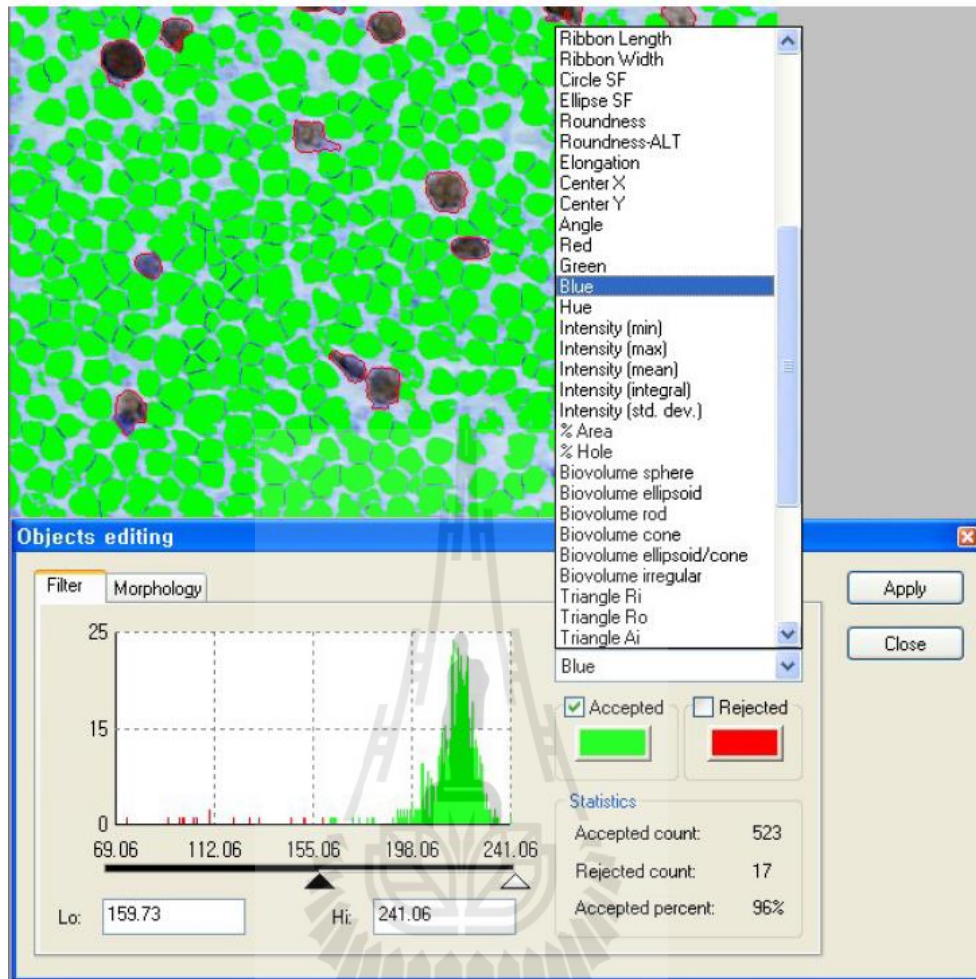 Ribbon Length
Ribbon Width
Circle SF
Ellipse SF
Roundness
Roundness-ALT
Elongation
Center X
Center Y
Angle
Red
Green
Blue
Hue
Intensity (min)
Intensity (max)
Intensity (mean)
Intensity (integral)
Intensity (std. dev.)
% Area
% Hole
Biovolume sphere
Biovolume ellipsoid
Biovolume rod
Biovolume cone
Biovolume ellipsoid/cone
Biovolume irregular
Triangle Ri
Triangle Ro
Triangle Ai
Objects editing
Filter Morphology
Apply
Close
Blue
25
15
0
69.06 112.06 155.06 198.06 241.06
Lo: 159.73 Hi: 241.06
Accepted Rejected
Statistics
Accepted count: 523
Rejected count: 17
Accepted percent: 96%